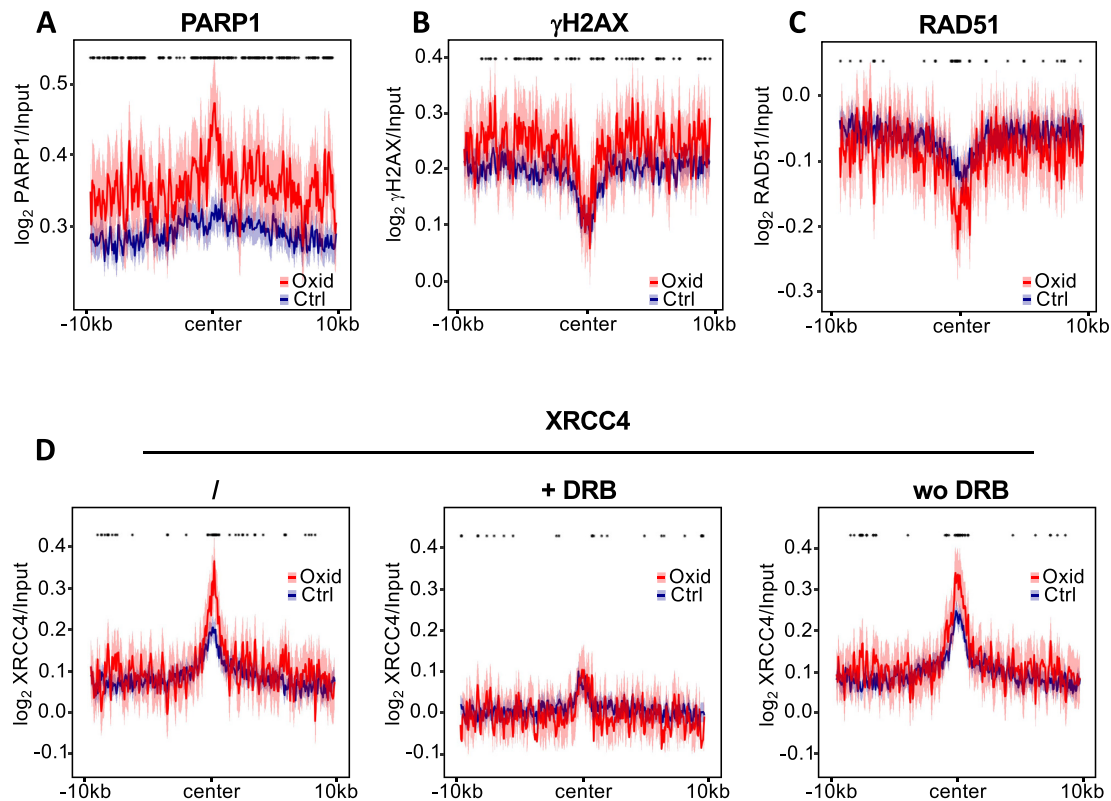 A
PARP1
log2 PARP1/Input
0.5
0.4
0.3
Oxid
Ctrl
-10kb
center
10kb
B
γH2AX
log2 γH2AX/Input
0.4
0.3
0.2
0.1
0.0
Oxid
Ctrl
-10kb
center
10kb
C
RAD51
log2 RAD51/Input
0.0
-0.1
-0.2
-0.3
Oxid
Ctrl
-10kb
center
10kb
D
XRCC4
/
log2 XRCC4/Input
0.4
0.3
0.2
0.1
0.0
-0.1
Oxid
Ctrl
-10kb
center
10kb
+ DRB
log2 XRCC4/Input
0.4
0.3
0.2
0.1
0.0
-0.1
Oxid
Ctrl
-10kb
center
10kb
wo DRB
log2 XRCC4/Input
0.4
0.3
0.2
0.1
0.0
-0.1
Oxid
Ctrl
-10kb
center
10kb